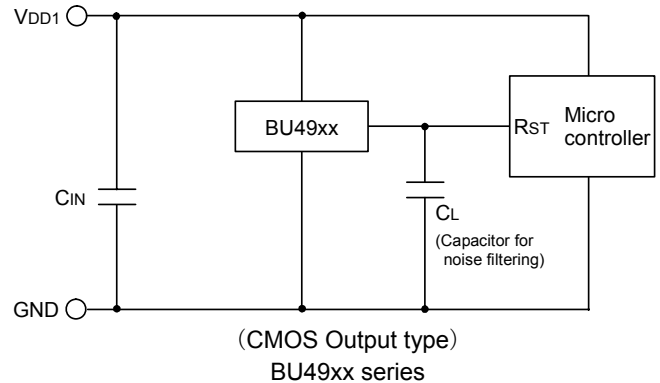 VDD1
BU49xx
RST
Micro
controller
CIN
CL
(Capacitor for
noise filtering)
GND
（CMOS Output type）
BU49xx series